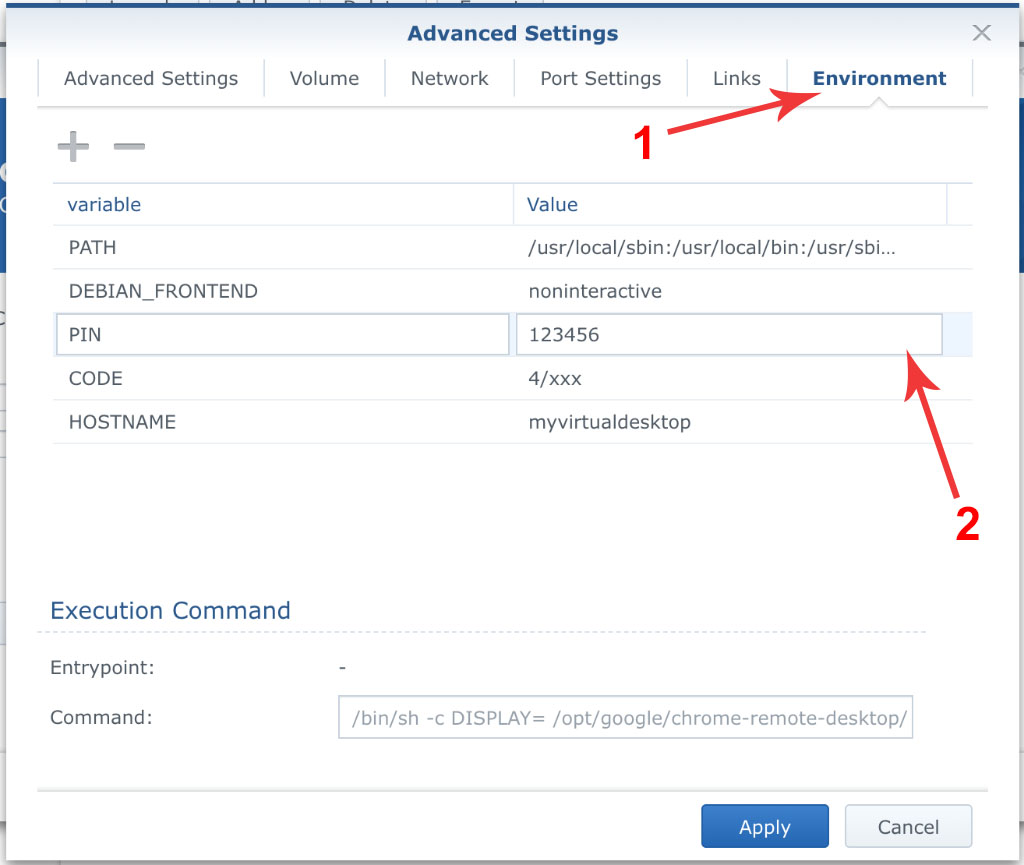 Advanced Settings
Advanced Settings Volume Network Port Settings Links Environment
1
variable Value
PATH /usr/local/sbin:/usr/local/bin:/usr/sbi...
DEBIAN_FRONTEND noninteractive
PIN 123456
CODE 4/xxx
HOSTNAME myvirtualdesktop
2
Execution Command
Entrypoint: -
Command: /bin/sh -c DISPLAY= /opt/google/chrome-remote-desktop/
Apply Cancel